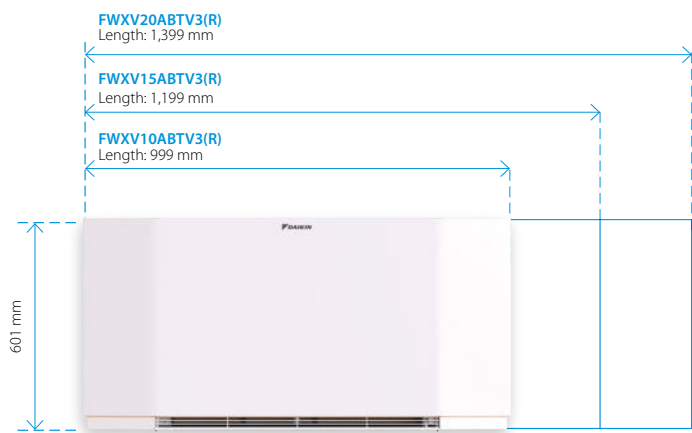 FWXV20ABTV3(R)
Length: 1,399 mm
FWXV15ABTV3(R)
Length: 1,199 mm
FWXV10ABTV3(R)
Length: 999 mm
DAIKIN
601 mm